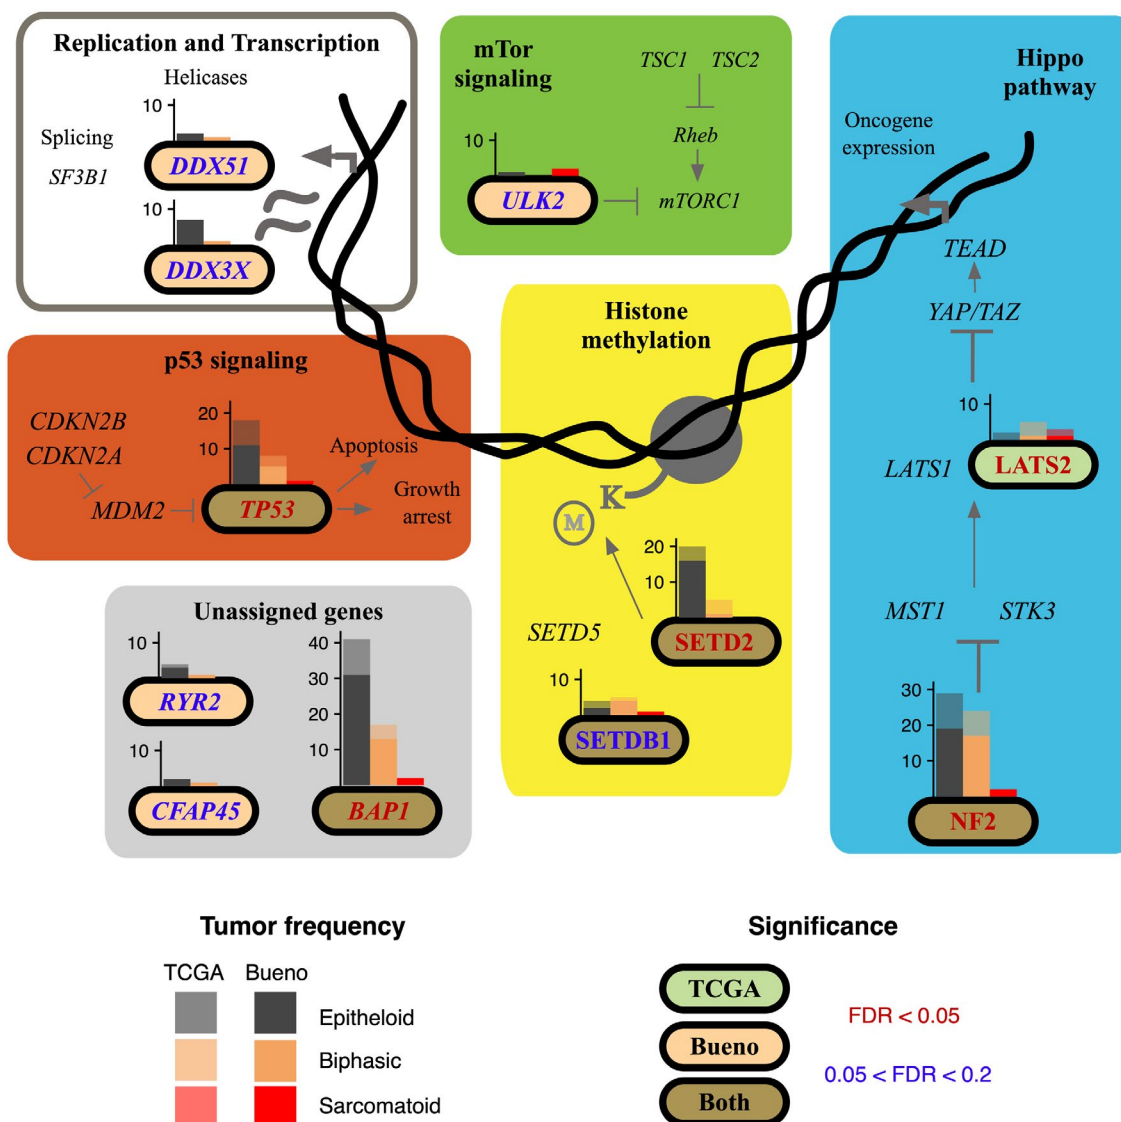 Replication and Transcription
Helicases
10
Splicing
DDX51
SF3B1
10
DDX3X
mTor
signaling
TSC1 TSC2
10
Rheb
ULK2
mTORC1
Hippo
pathway
Oncogene
expression
TEAD
YAP/TAZ
10
LATS1
LATS2
MST1
STK3
30
20
10
NF2
p53 signaling
CDKN2B
CDKN2A
MDM2
20
10
TP53
Apoptosis
Growth
arrest
Histone
methylation
K
M
20
10
SETD5
SETD2
10
SETDB1
Unassigned genes
10
RYR2
10
CFAP45
40
30
20
10
BAP1
Tumor frequency
TCGA Bueno
Epitheloid
Biphasic
Sarcomatoid
Significance
TCGA
Bueno
Both
FDR < 0.05
0.05 < FDR < 0.2